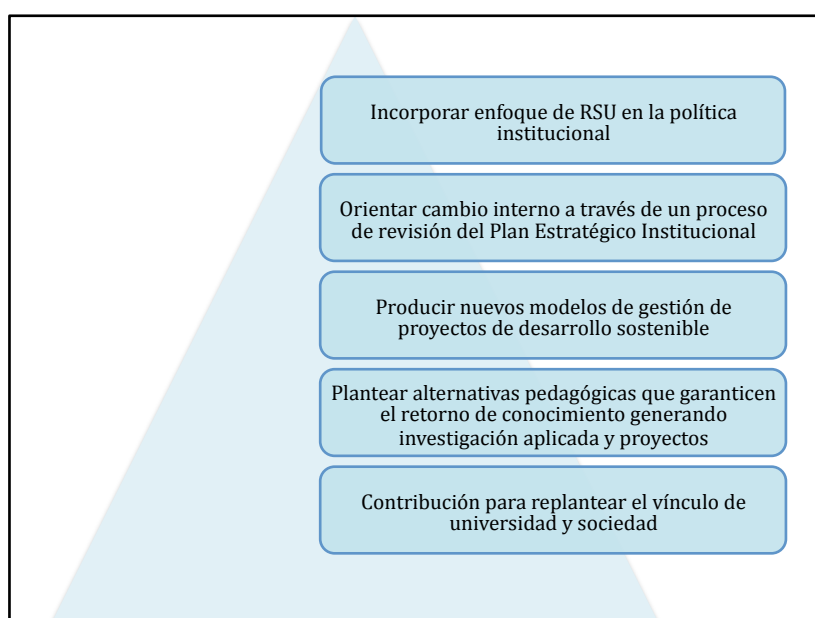 Incorporar enfoque de RSU en la política
institucional
Orientar cambio interno a través de un proceso
de revisión del Plan Estratégico Institucional
Producir nuevos modelos de gestión de
proyectos de desarrollo sostenible
Plantear alternativas pedagógicas que garanticen
el retorno de conocimiento generando
investigación aplicada y proyectos
Contribución para replantear el vínculo de
universidad y sociedad